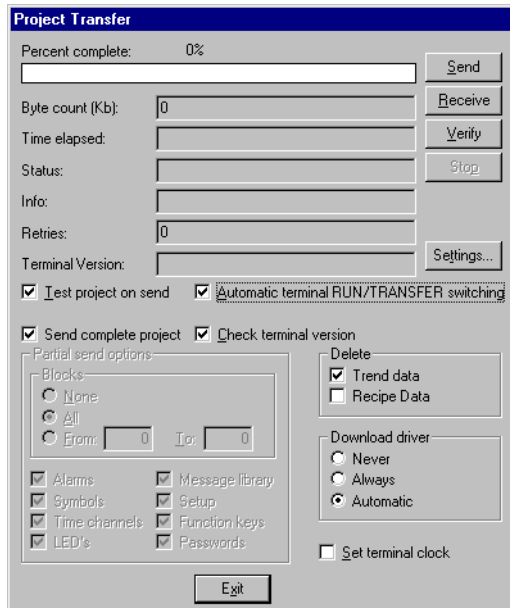 Project Transfer
Percent complete: 0%
Send
Byte count (Kb): 0
Receive
Time elapsed:
Verify
Status:
Stop
Info:
Retries: 0
Terminal Version:
Settings...
Test project on send Automatic terminal RUN/TRANSFER switching
Send complete project Check terminal version
Partial send options
Blocks
None
All
From: 0 To: 0
Alarms Message library
Symbols Setup
Time channels Function keys
LED's Passwords
Delete
Trend data
Recipe Data
Download driver
Never
Always
Automatic
Set terminal clock
Exit